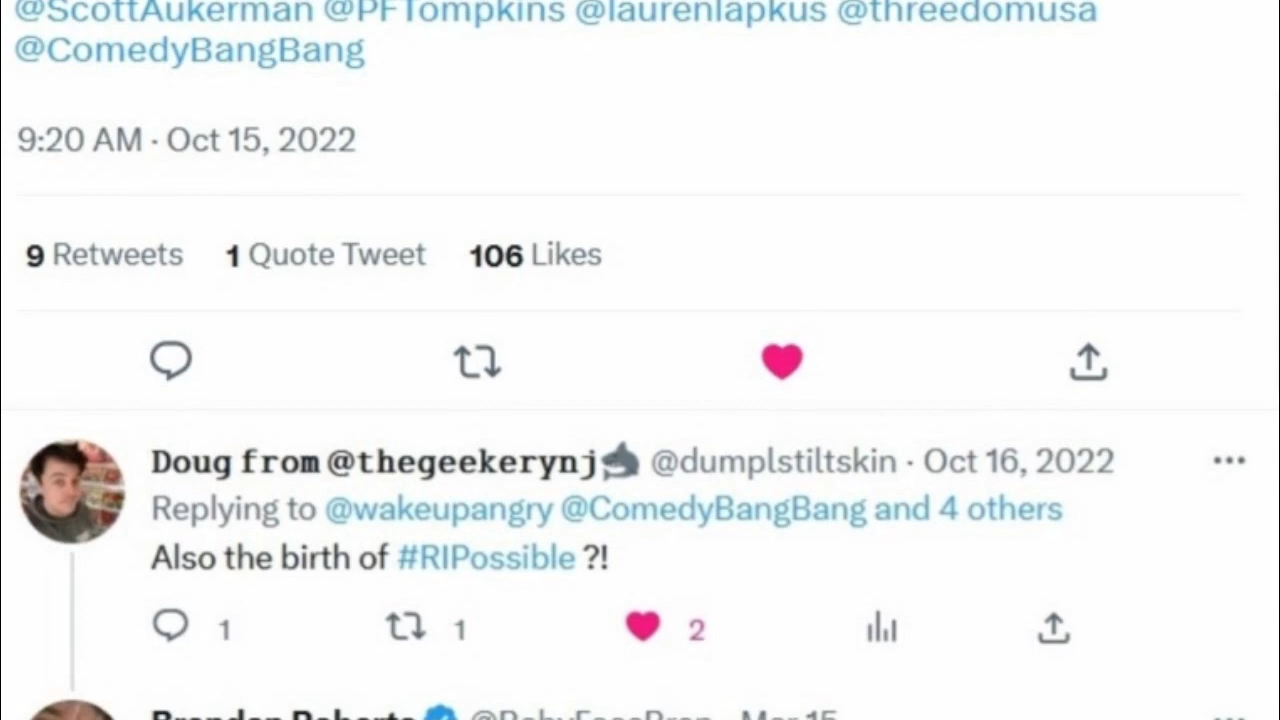 @ScottAukerman @PFTompkins @laurenlapkus @threedomusa
@ComedyBangBang
9:20 AM · Oct 15, 2022
9 Retweets 1 Quote Tweet 106 Likes
Doug from @thegeekerynj🦈 @dumplstiltskin · Oct 16, 2022
Replying to @wakeupangry @ComedyBangBang and 4 others
Also the birth of #RIPossible ?!
1 1 2
Brendan Roberts @BabyFaceBren · Mar 15